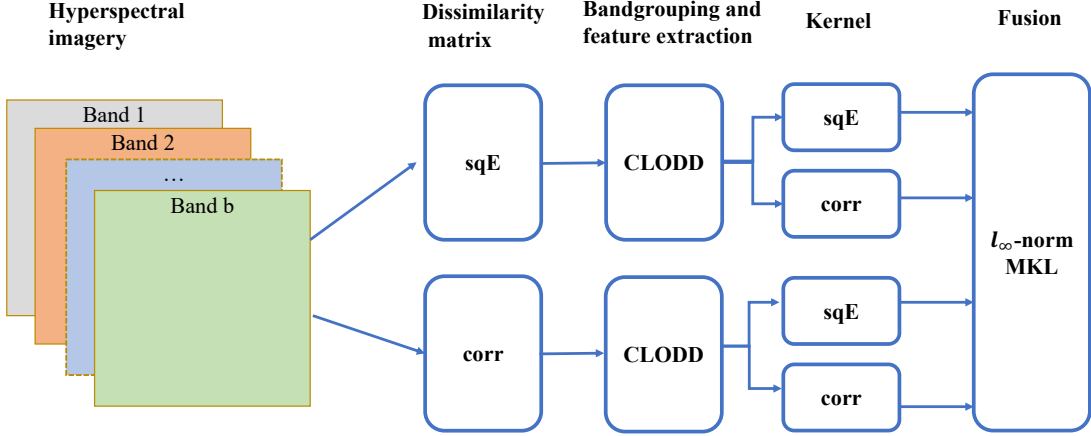 Hyperspectral
imagery
Dissimilarity
matrix
Bandgrouping and
feature extraction
Kernel
Fusion
Band 1
Band 2
…
Band b
sqE
CLODD
sqE
corr
corr
CLODD
sqE
corr
l∞-norm
MKL